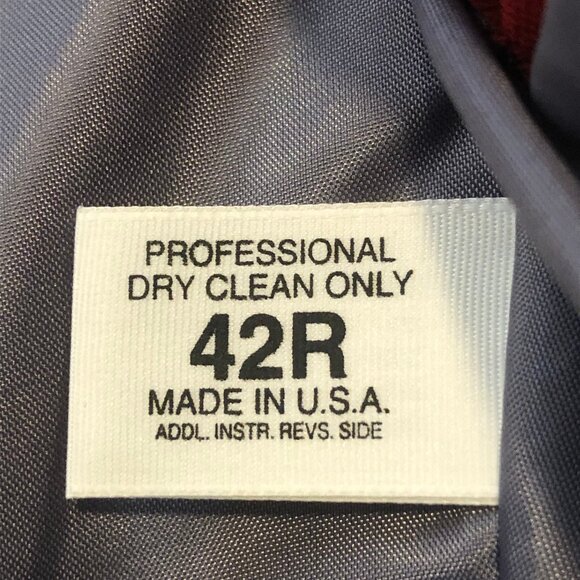 PROFESSIONAL
DRY CLEAN ONLY
42R
MADE IN U.S.A.
ADDL. INSTR. REVS. SIDE